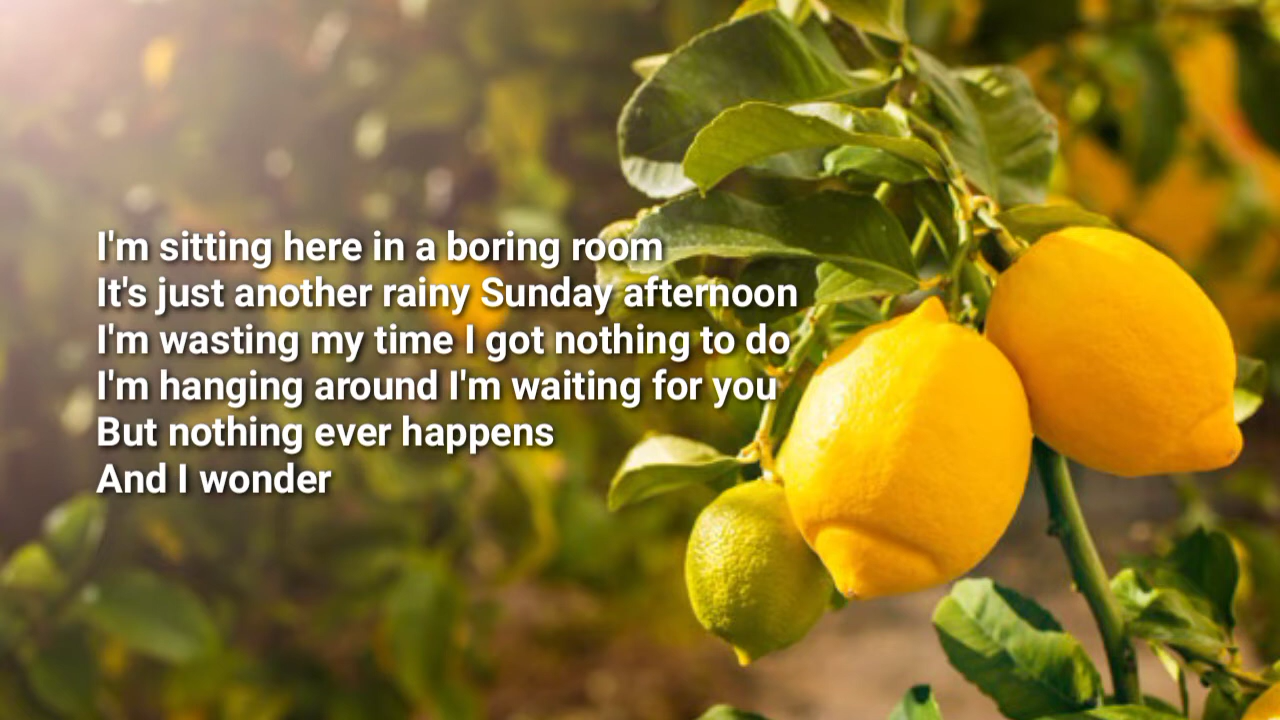 I'm sitting here in a boring room
It's just another rainy Sunday afternoon
I'm wasting my time I got nothing to do
I'm hanging around I'm waiting for you
But nothing ever happens
And I wonder